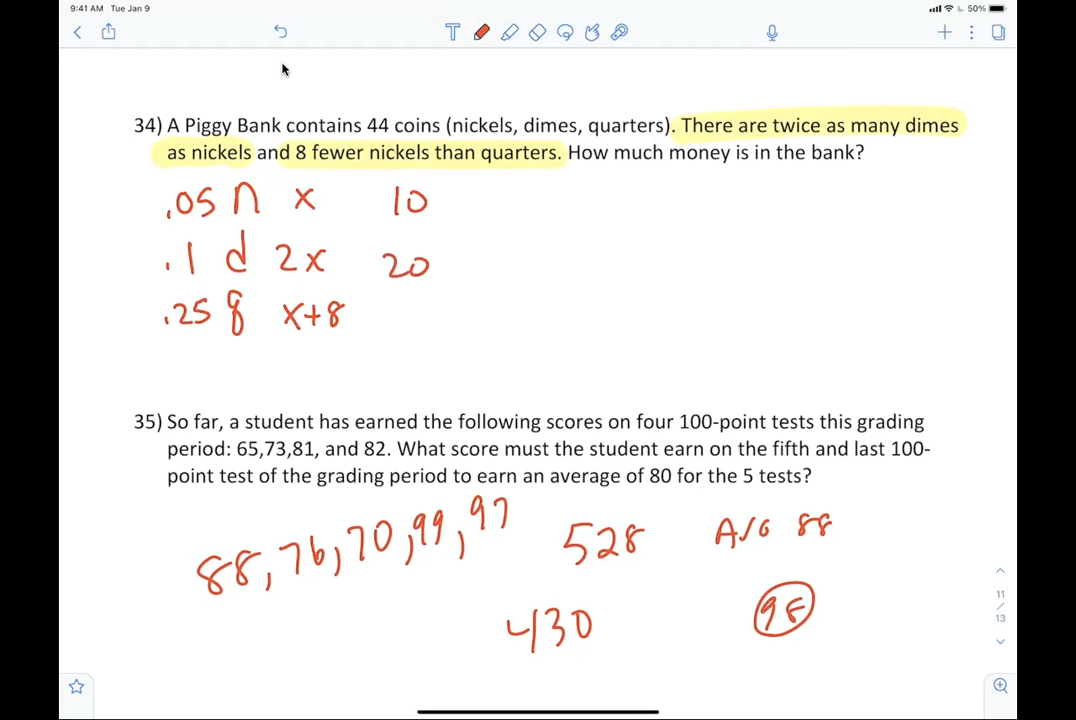 9:41 AM Tue Jan 9 50%
34) A Piggy Bank contains 44 coins (nickels, dimes, quarters). There are twice as many dimes
as nickels and 8 fewer nickels than quarters. How much money is in the bank?
.05 n x 10
.1 d 2x 20
.25 q x+8
35) So far, a student has earned the following scores on four 100-point tests this grading
period: 65,73,81, and 82. What score must the student earn on the fifth and last 100-
point test of the grading period to earn an average of 80 for the 5 tests?
88, 76, 70, 99, 97 528 AVG 88
430 98
11
/
13